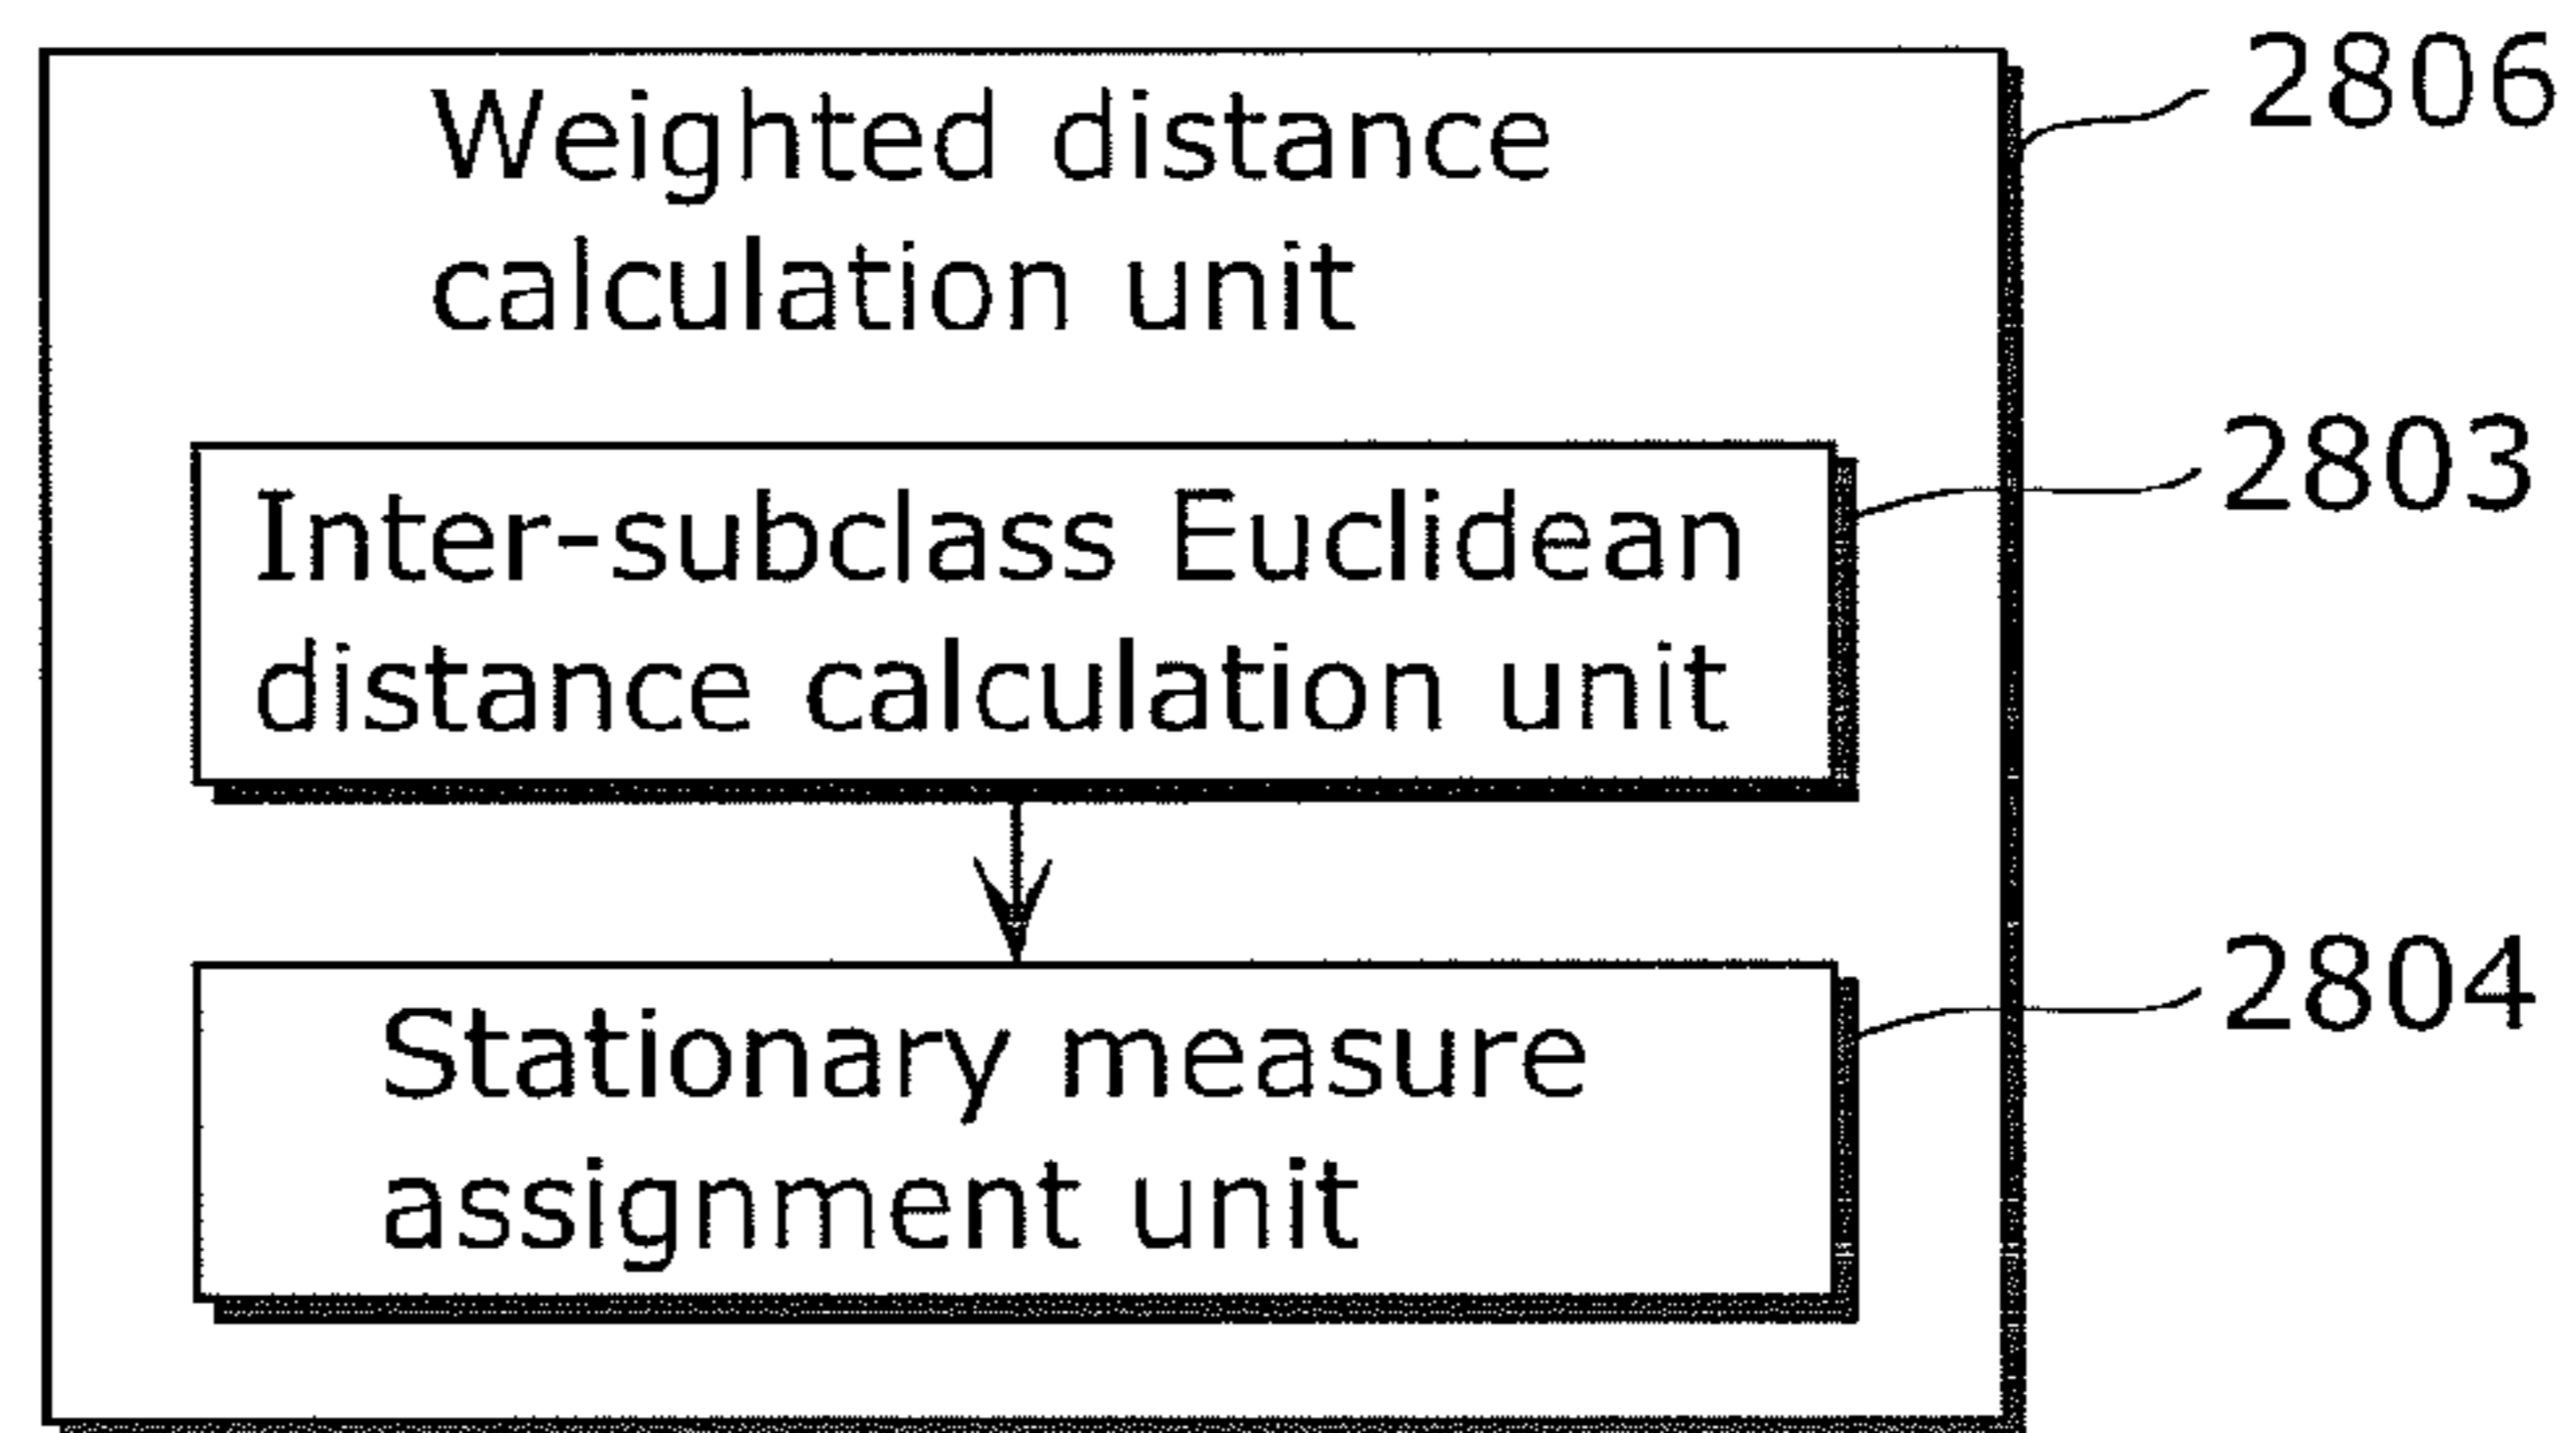 Weighted distance
calculation unit
2806
Inter-subclass Euclidean
distance calculation unit
2803
Stationary measure
assignment unit
2804